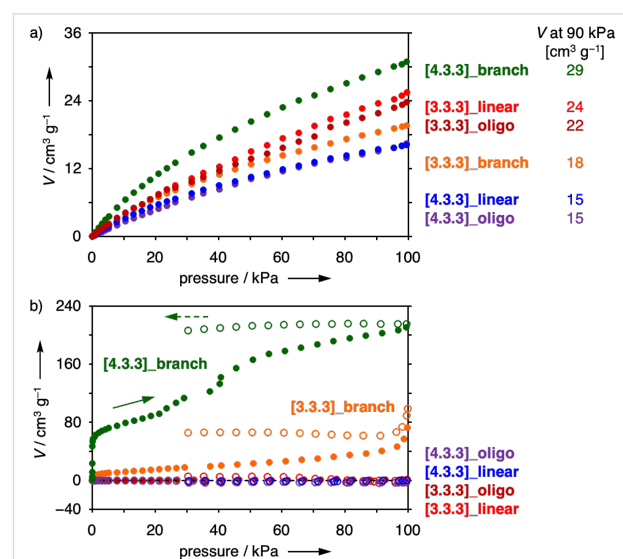 a)
36
24
12
0
V / cm³ g⁻¹
0
20
40
60
80
100
pressure / kPa
V at 90 kPa
[cm³ g⁻¹]
[4.3.3]_branch 29
[3.3.3]_linear 24
[3.3.3]_oligo 22
[3.3.3]_branch 18
[4.3.3]_linear 15
[4.3.3]_oligo 15
b)
240
160
80
0
−40
V / cm³ g⁻¹
[4.3.3]_branch
[3.3.3]_branch
[4.3.3]_oligo
[4.3.3]_linear
[3.3.3]_oligo
[3.3.3]_linear
0
20
40
60
80
100
pressure / kPa